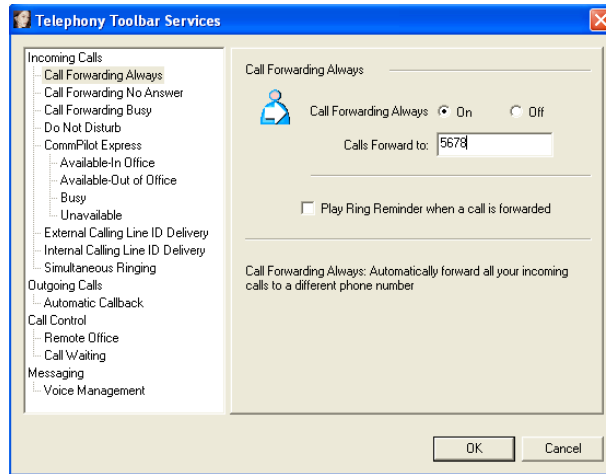 Telephony Toolbar Services
Incoming Calls
Call Forwarding Always
Call Forwarding No Answer
Call Forwarding Busy
Do Not Disturb
CommPilot Express
Available-In Office
Available-Out of Office
Busy
Unavailable
External Calling Line ID Delivery
Internal Calling Line ID Delivery
Simultaneous Ringing
Outgoing Calls
Automatic Callback
Call Control
Remote Office
Call Waiting
Messaging
Voice Management
Call Forwarding Always
Call Forwarding Always On Off
Calls Forward to: 5678
Play Ring Reminder when a call is forwarded
Call Forwarding Always: Automatically forward all your incoming
calls to a different phone number
OK Cancel